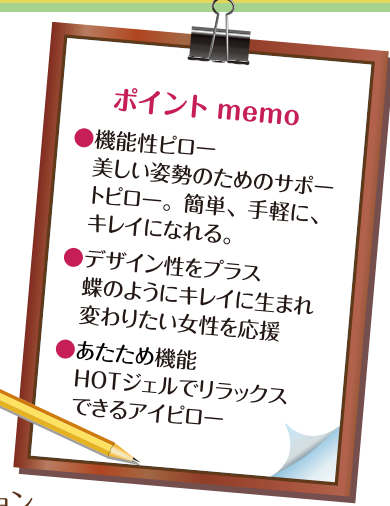 ポイント memo
●機能性ピロー
美しい姿勢のためのサポー
トピロー。簡単、手軽に、
キレイになれる。
●デザイン性をプラス
蝶のようにキレイに生まれ
変わりたい女性を応援
●あたため機能
HOTジェルでリラックス
できるアイピロー
ョン